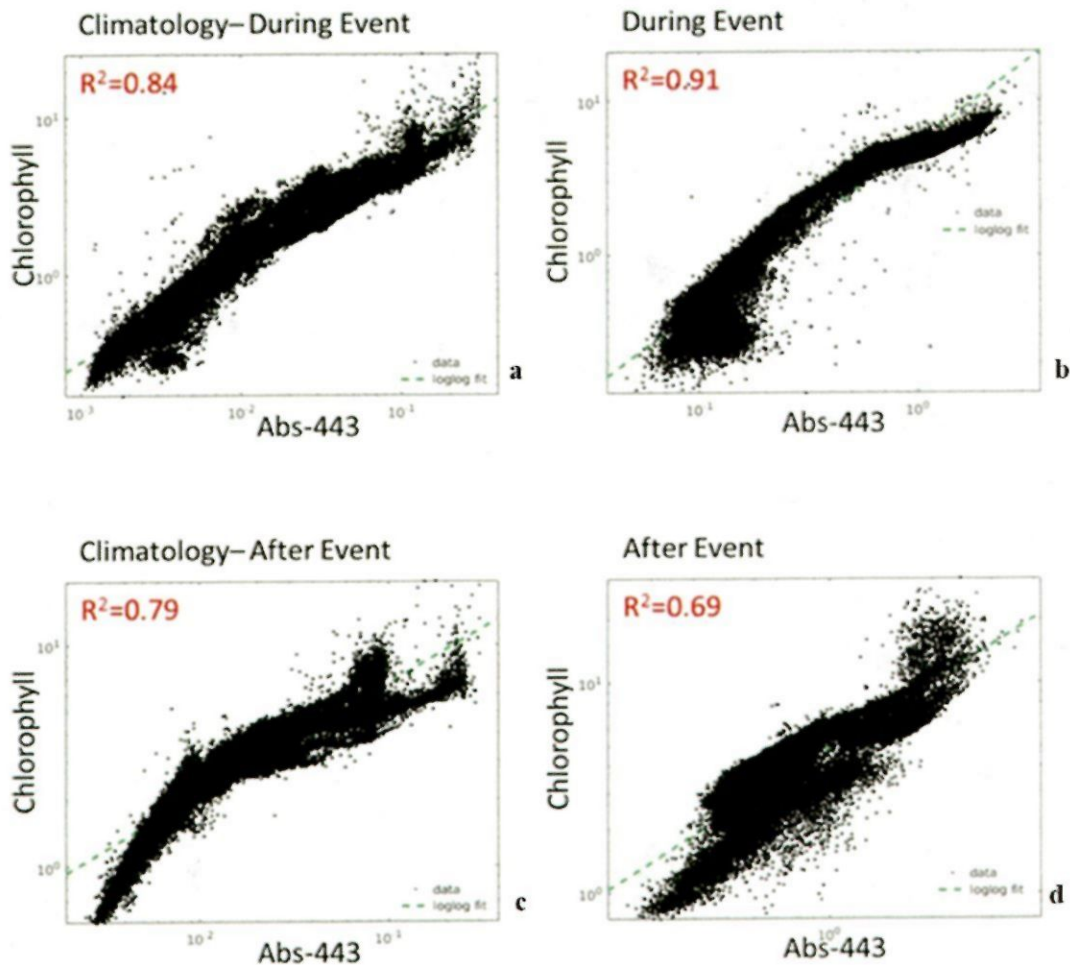 Climatology–During Event
R²=0.84
Chlorophyll
10¹
10⁰
data
loglog fit
10⁻³
10⁻²
10⁻¹
Abs-443
a
During Event
R²=0.91
Chlorophyll
10¹
10⁰
data
loglog fit
10⁻¹
10⁰
Abs-443
b
Climatology–After Event
R²=0.79
Chlorophyll
10¹
10⁰
data
loglog fit
10⁻²
10⁻¹
Abs-443
c
After Event
R²=0.69
Chlorophyll
10¹
10⁰
data
loglog fit
10⁰
Abs-443
d